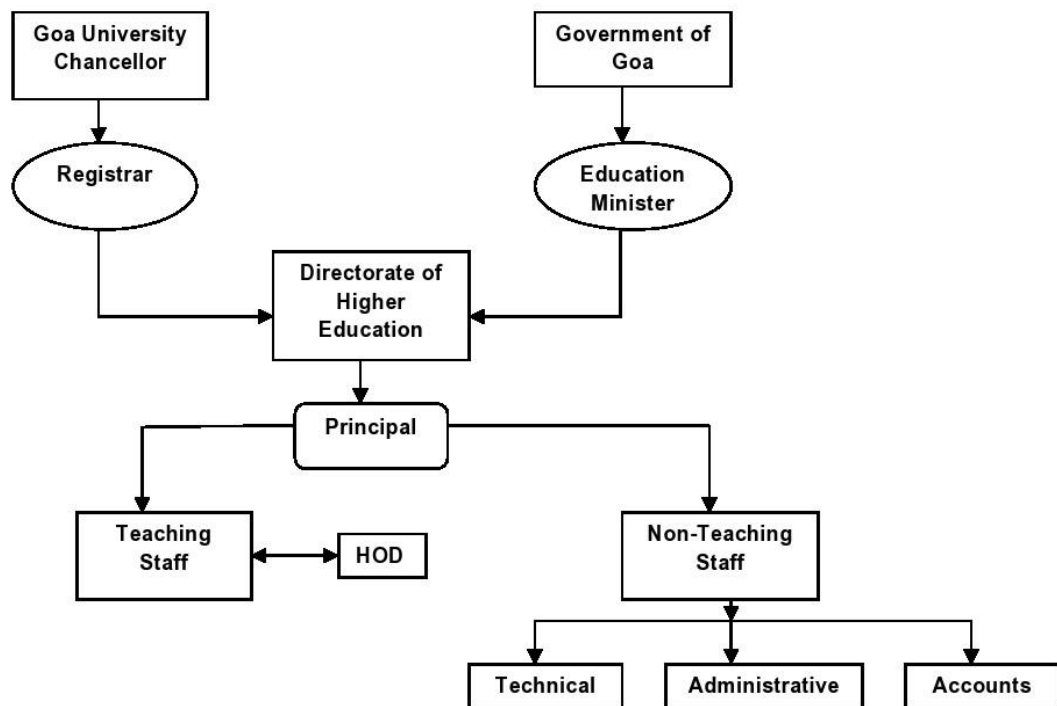 Goa University
Chancellor
Government of
Goa
Registrar
Education
Minister
Directorate of
Higher
Education
Principal
Teaching
Staff
HOD
Non-Teaching
Staff
Technical
Administrative
Accounts